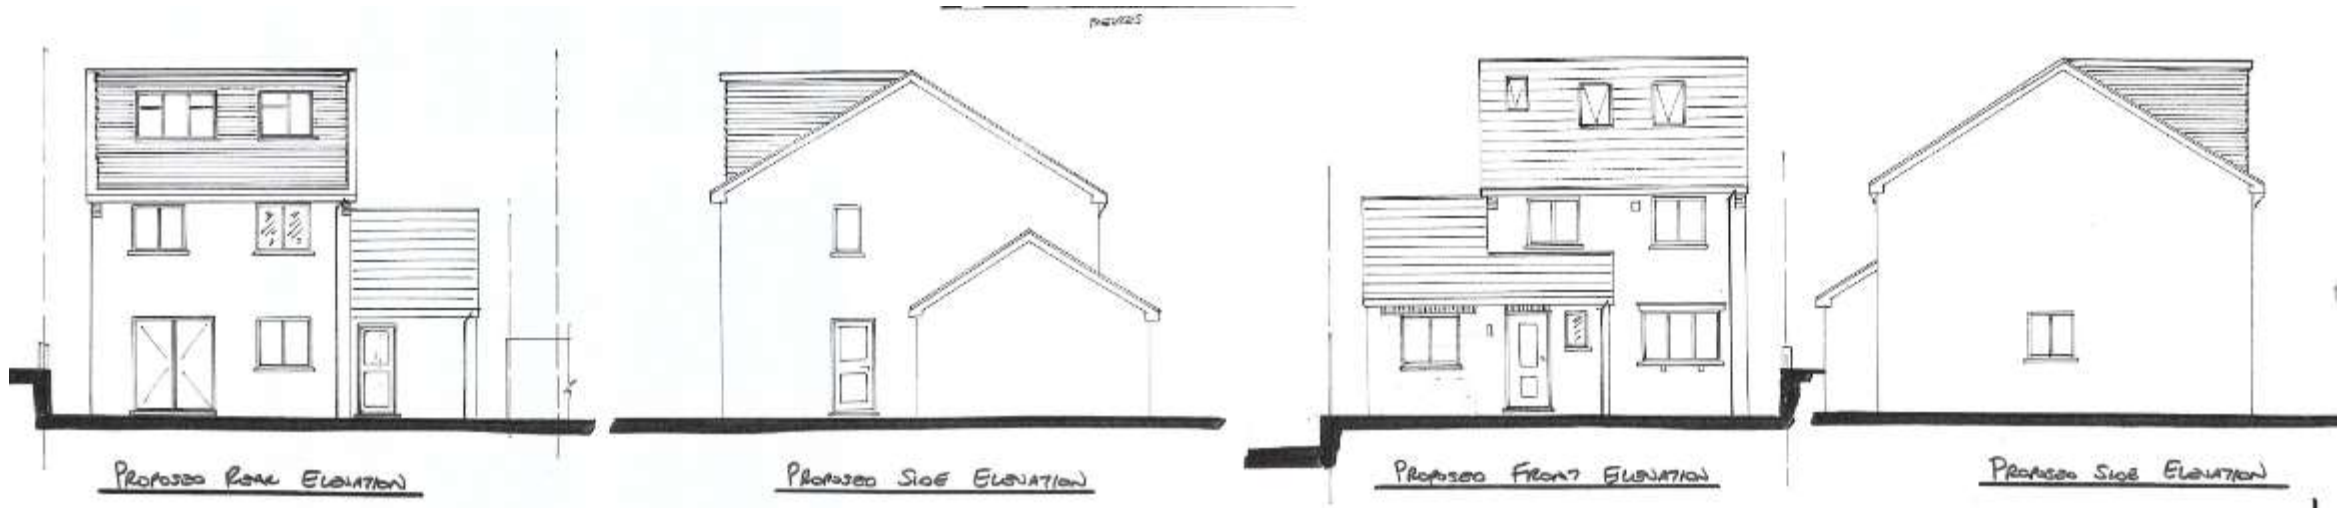 PROPOSED REAR ELEVATION
PROPOSED SIDE ELEVATION
PROPOSED FRONT ELEVATION
PROPOSED SIDE ELEVATION